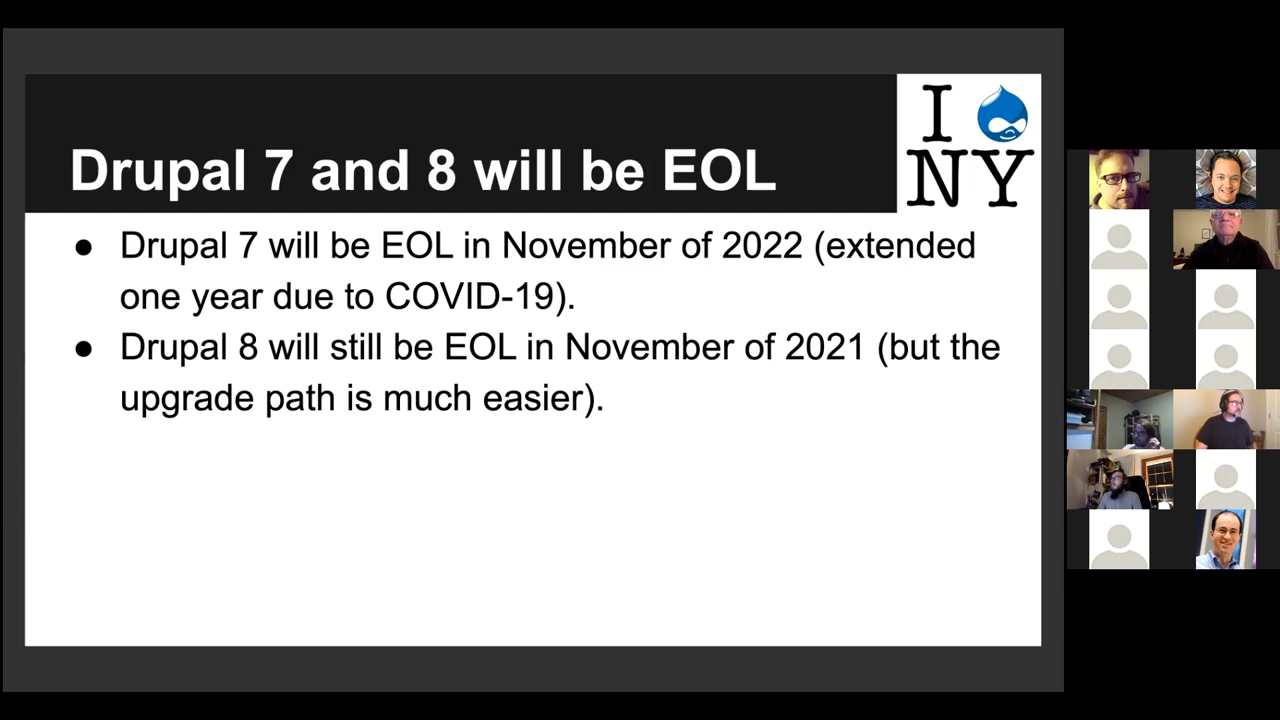 I
NY
Drupal 7 and 8 will be EOL
● Drupal 7 will be EOL in November of 2022 (extended
one year due to COVID-19).
● Drupal 8 will still be EOL in November of 2021 (but the
upgrade path is much easier).